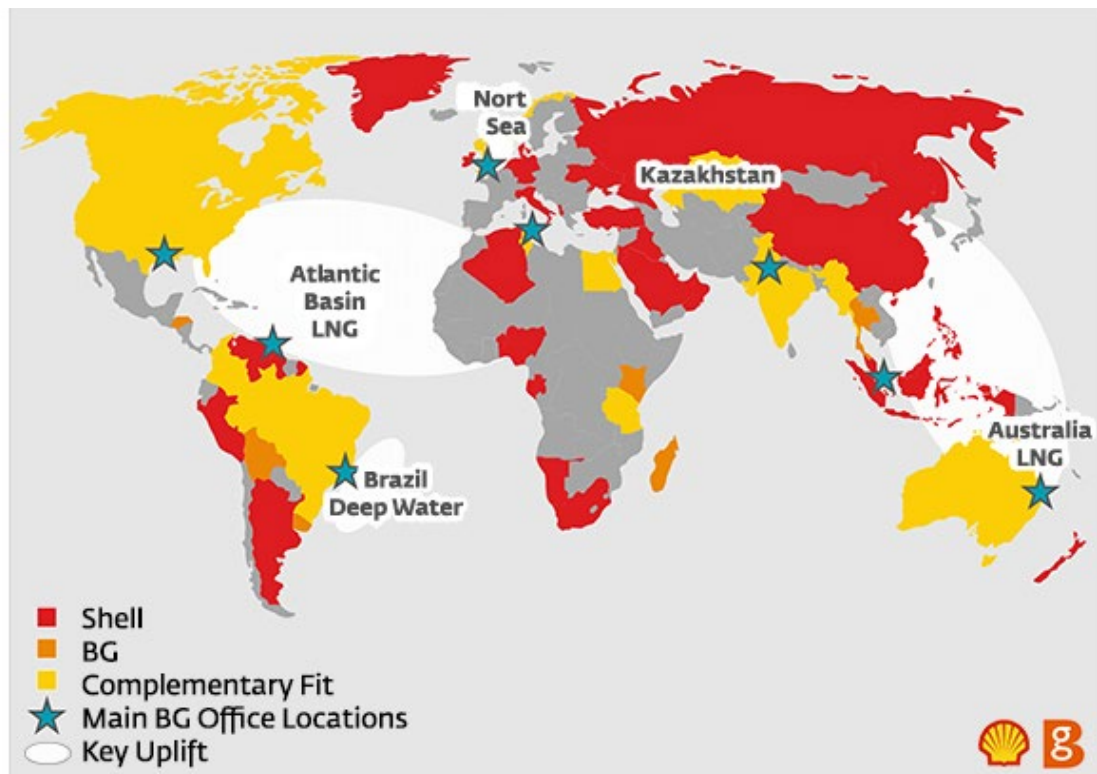 Nort
Sea
Kazakhstan
Atlantic
Basin
LNG
Australia
LNG
Brazil
Deep Water
Shell
BG
Complementary Fit
Main BG Office Locations
Key Uplift
BG